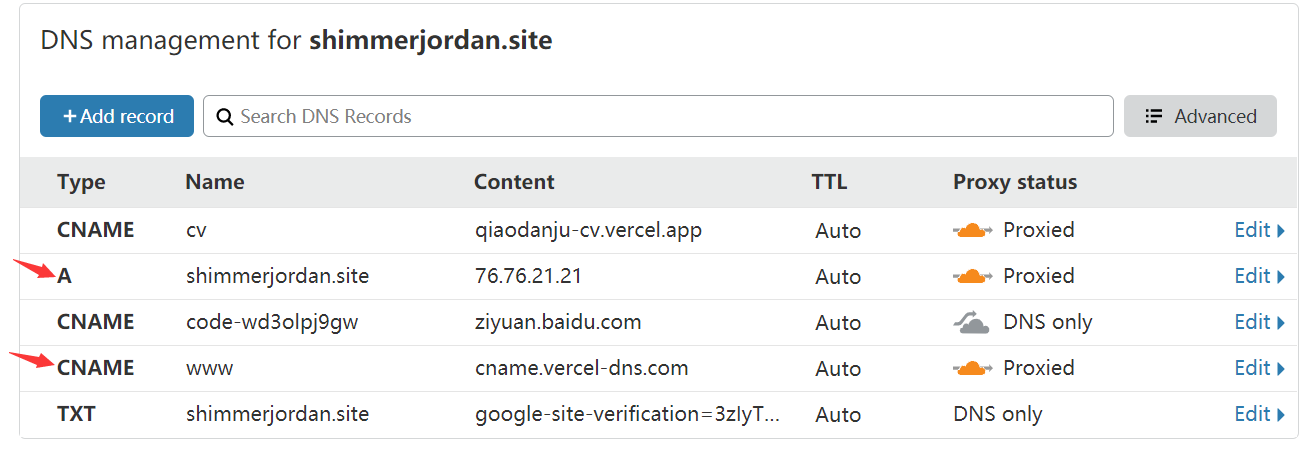 DNS management for shimmerjordan.site
+ Add record Search DNS Records Advanced
Type Name Content TTL Proxy status
CNAME cv qiaodanju-cv.vercel.app Auto Proxied Edit
A shimmerjordan.site 76.76.21.21 Auto Proxied Edit
CNAME code-wd3olpj9gw ziyuan.baidu.com Auto DNS only Edit
CNAME www cname.vercel-dns.com Auto Proxied Edit
TXT shimmerjordan.site google-site-verification=3zIyT... Auto DNS only Edit